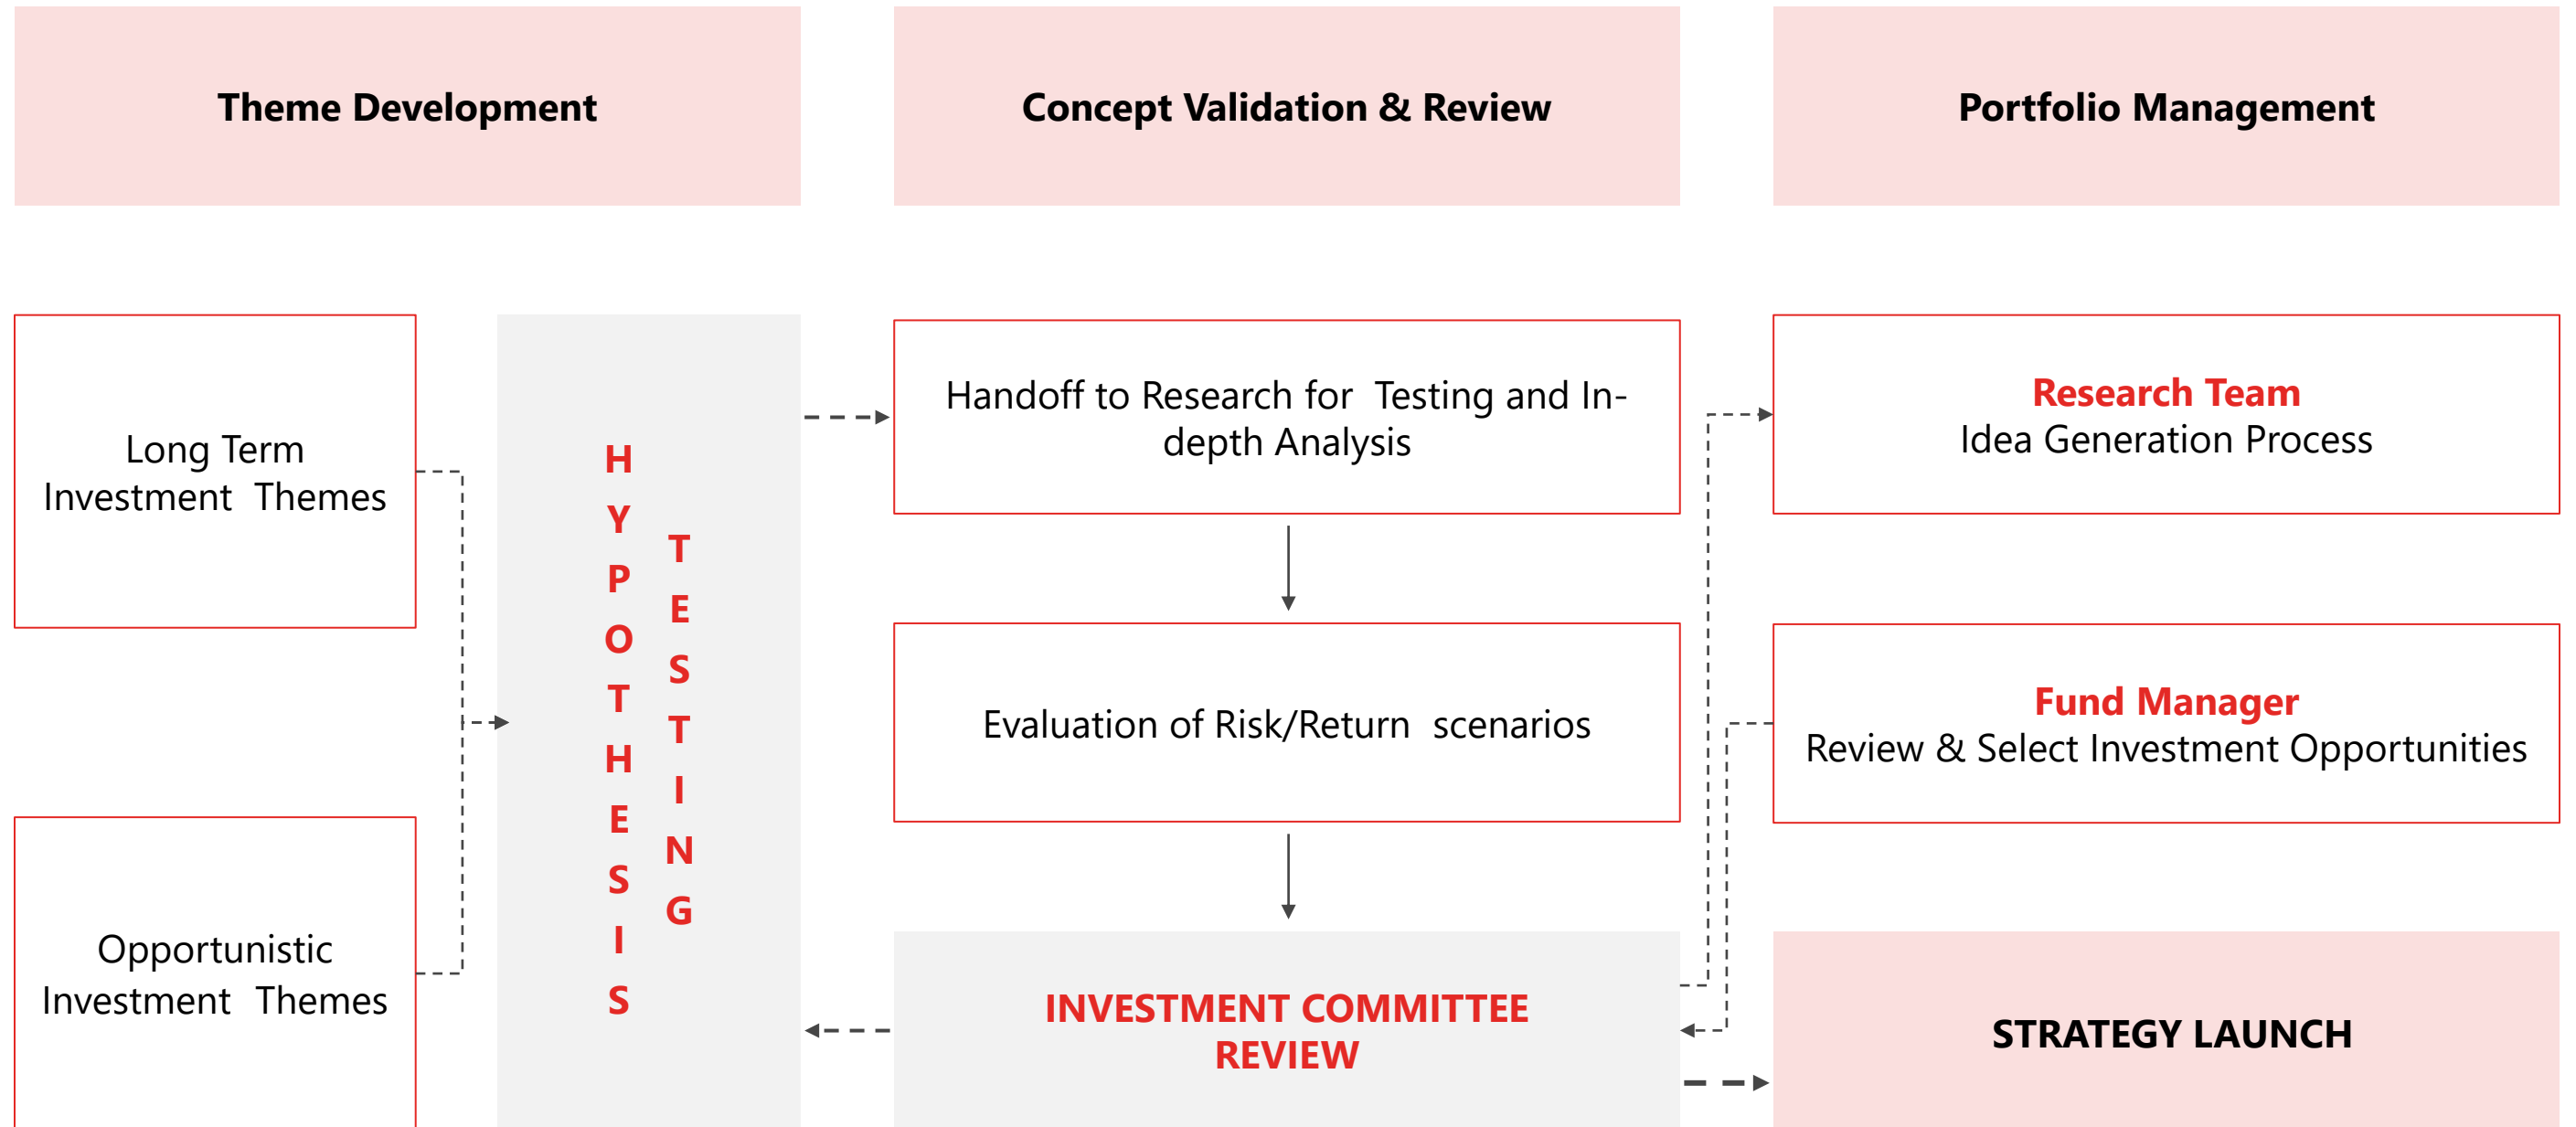 Theme Development
Concept Validation & Review
Portfolio Management
Long Term
Investment Themes
Opportunistic
Investment Themes
HYPOTHESIS
TESTING
Handoff to Research for Testing and In-
depth Analysis
Evaluation of Risk/Return scenarios
INVESTMENT COMMITTEE
REVIEW
Research Team
Idea Generation Process
Fund Manager
Review & Select Investment Opportunities
STRATEGY LAUNCH